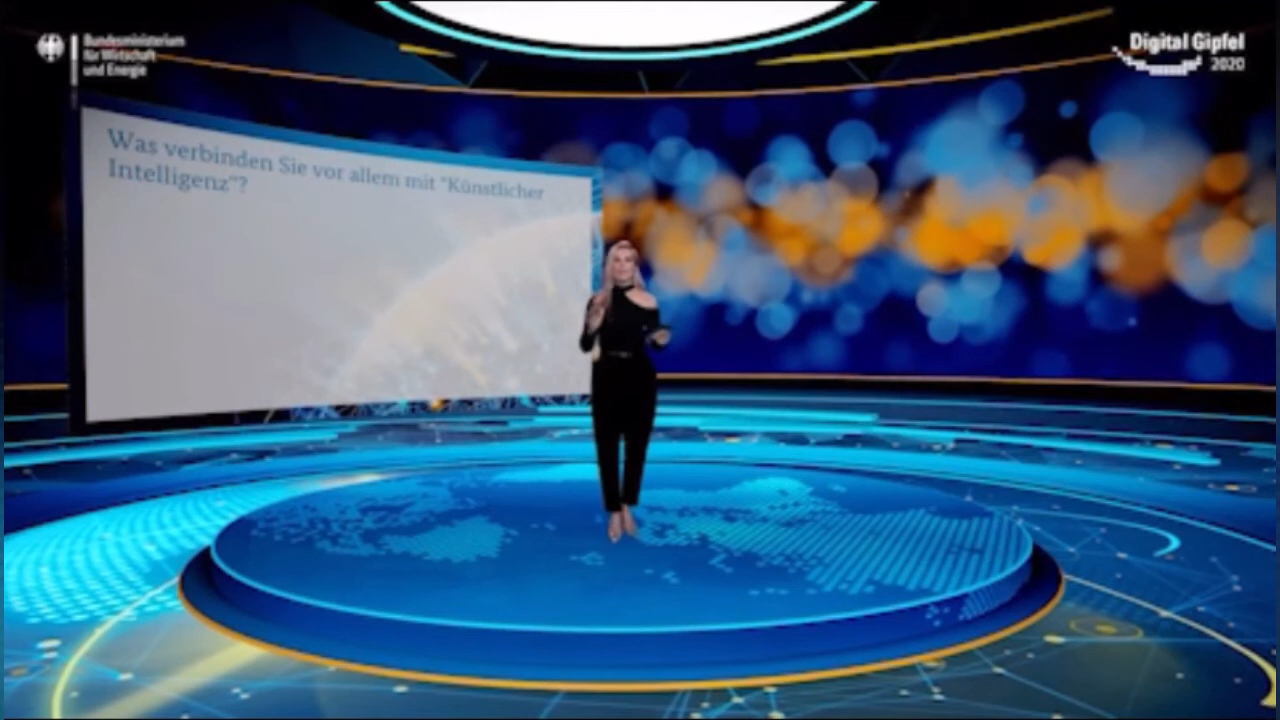 Bundesministerium
für Wirtschaft
und Energie
Digital Gipfel
2020
Was verbinden Sie vor allem mit "Künstlicher
Intelligenz"?